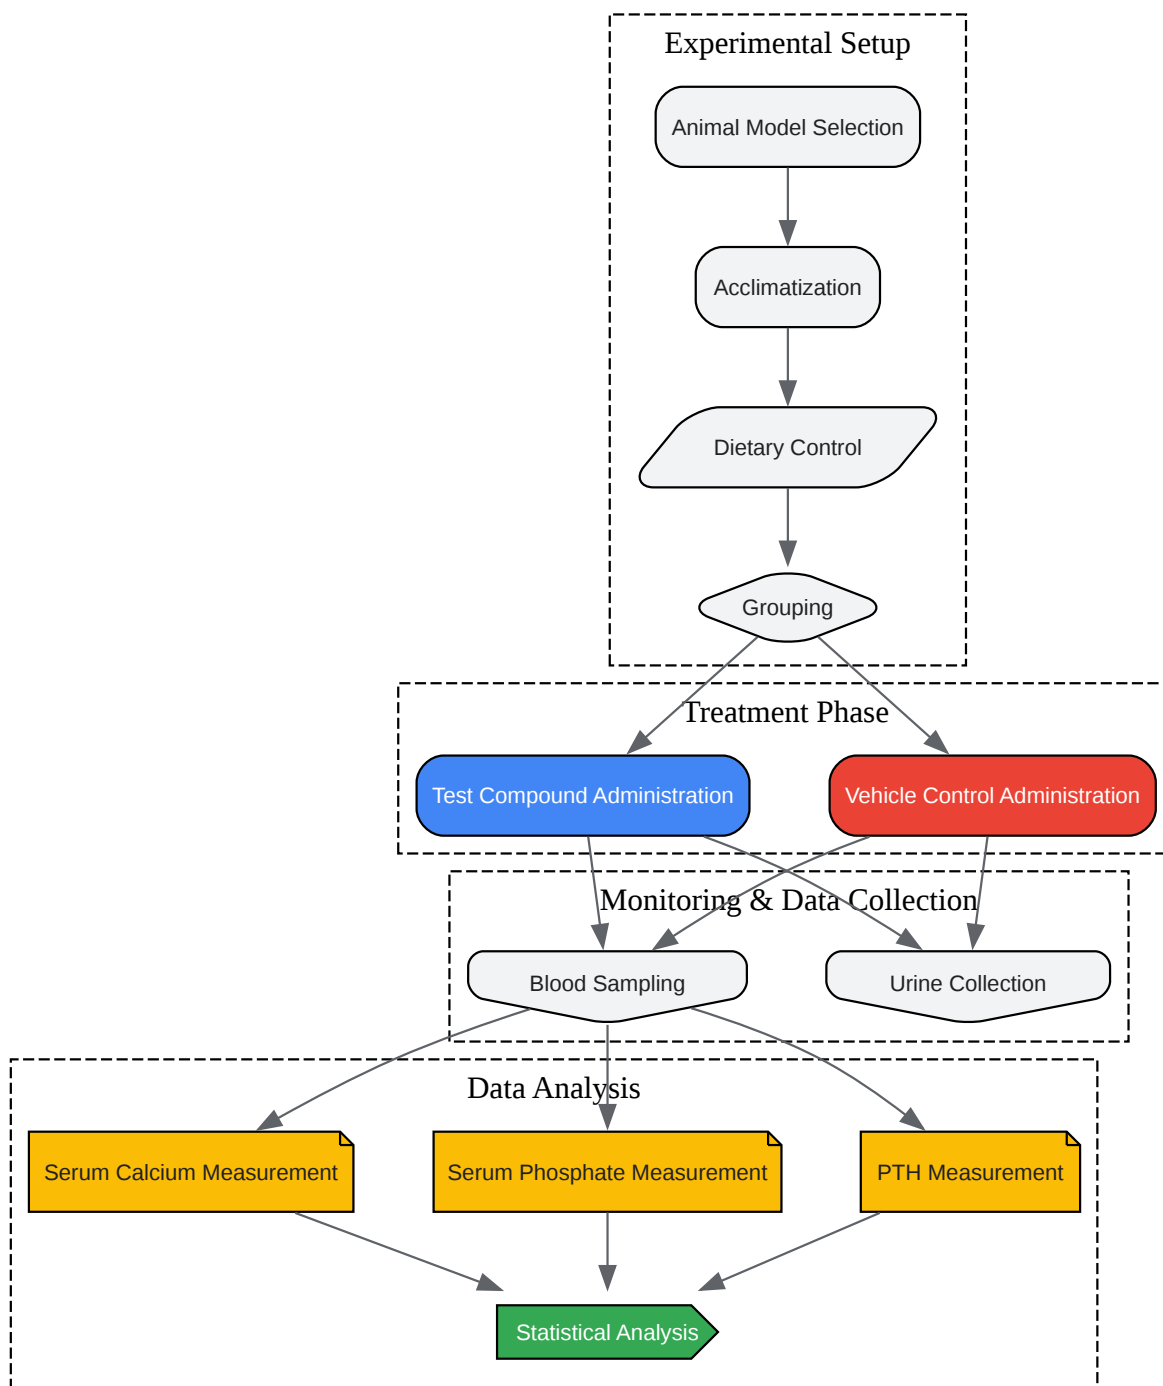 Experimental Setup
Animal Model Selection
Acclimatization
Dietary Control
Grouping
Treatment Phase
Test Compound Administration
Vehicle Control Administration
Monitoring & Data Collection
Blood Sampling
Urine Collection
Data Analysis
Serum Calcium Measurement
Serum Phosphate Measurement
PTH Measurement
Statistical Analysis